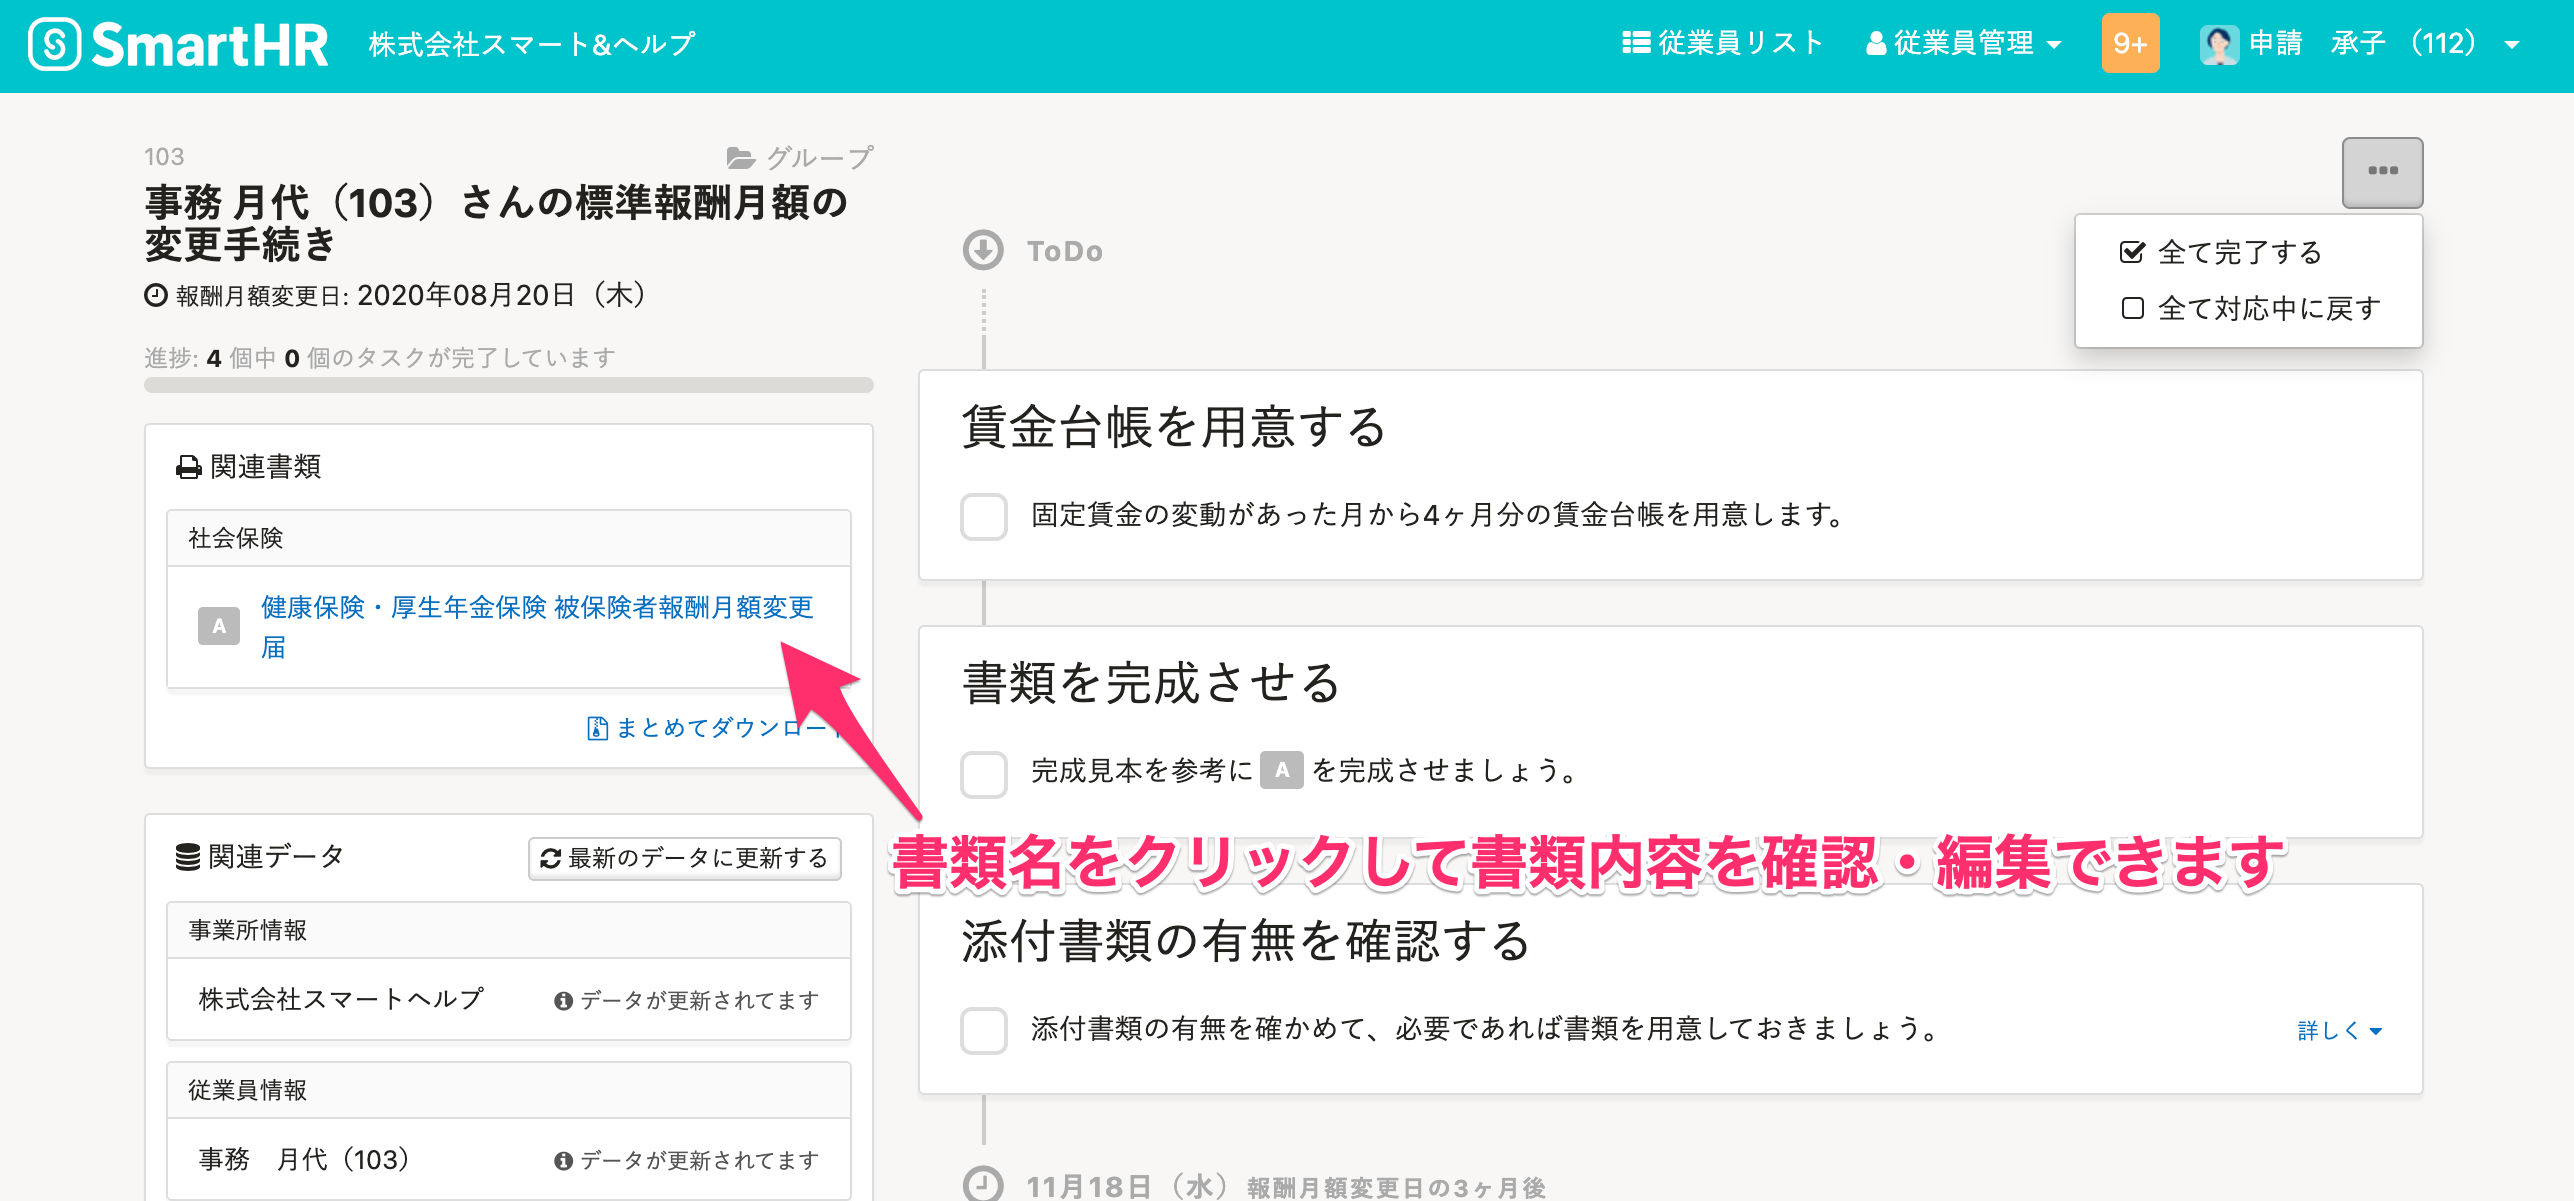 SmartHR 株式会社スマート&ヘルプ 従業員リスト 従業員管理 9+ 申請 承子 （112）
103 グループ
事務 月代（103）さんの標準報酬月額の
変更手続き
報酬月額変更日: 2020年08月20日（木）
進捗: 4 個中 0 個のタスクが完了しています
関連書類
社会保険
A 健康保険・厚生年金保険 被保険者報酬月額変更
届
まとめてダウンロー
関連データ 最新のデータに更新する
事業所情報
株式会社スマートヘルプ データが更新されてます
従業員情報
事務 月代（103） データが更新されてます
全て完了する
全て対応中に戻す
ToDo
賃金台帳を用意する
固定賃金の変動があった月から4ヶ月分の賃金台帳を用意します。
書類を完成させる
完成見本を参考に A を完成させましょう。
書類名をクリックして書類内容を確認・編集できます
添付書類の有無を確認する
添付書類の有無を確かめて、必要であれば書類を用意しておきましょう。 詳しく
11月18日（水）報酬月額変更日の3ヶ月後